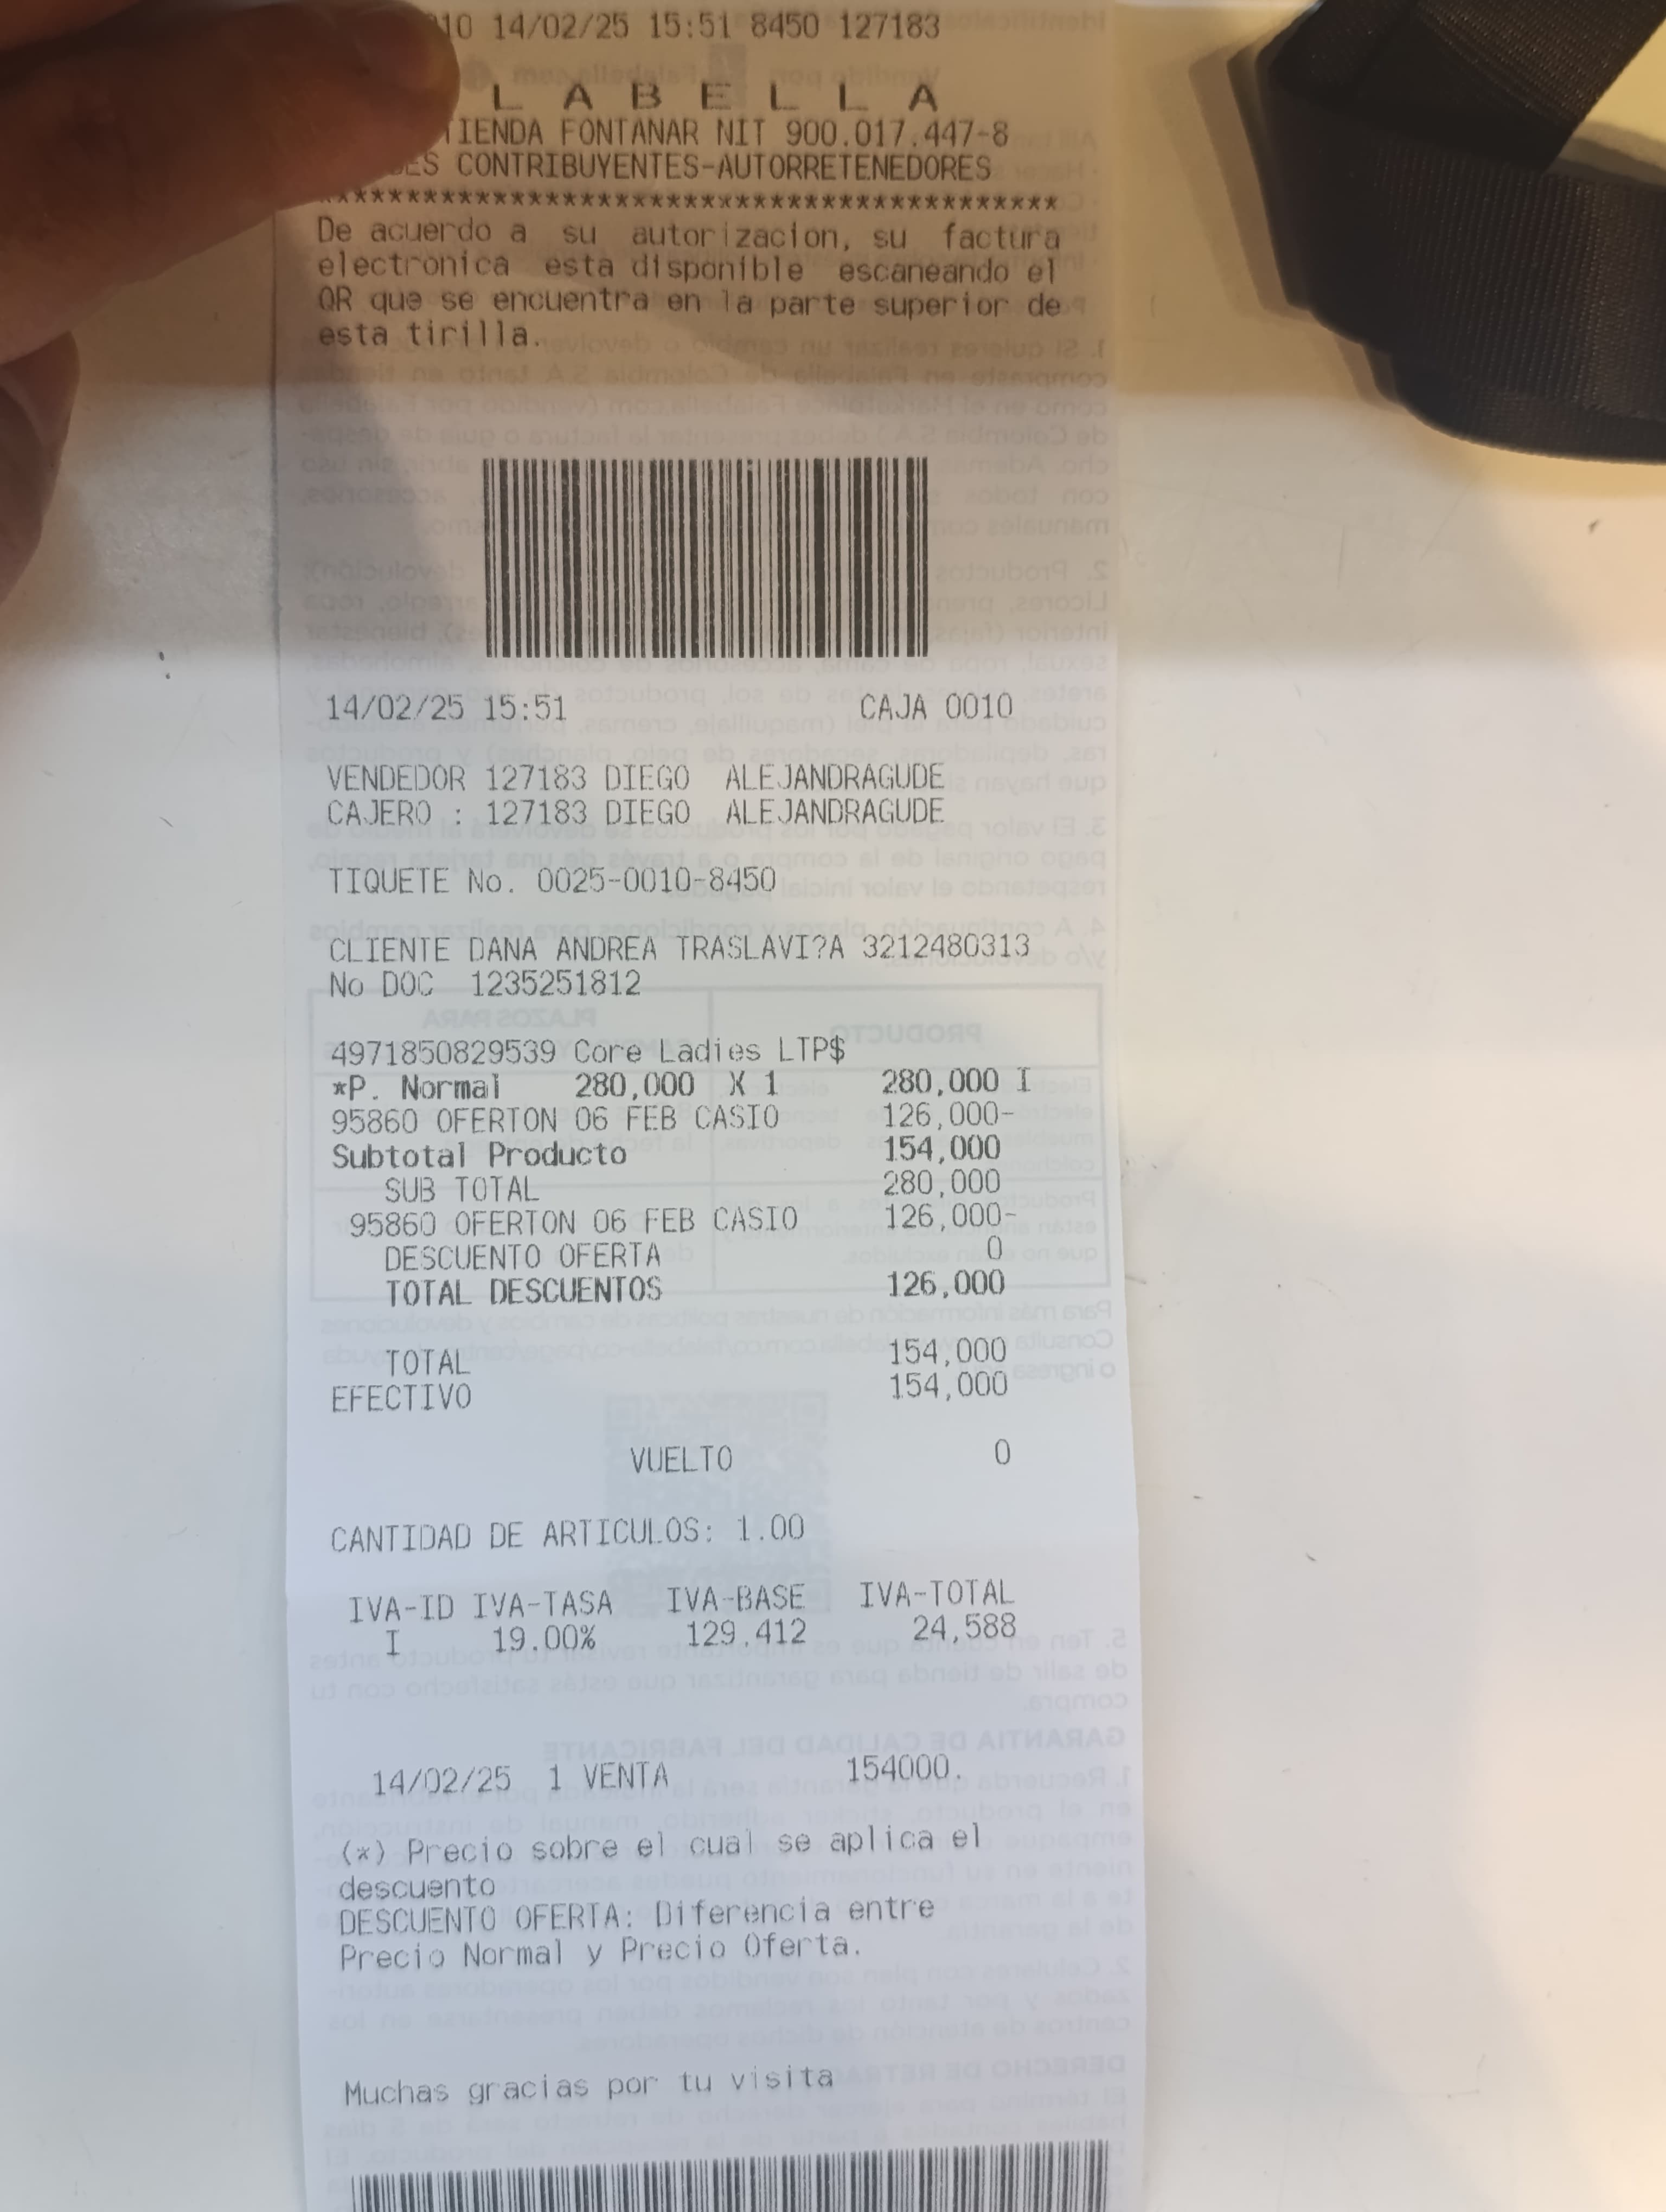 10 14/02/25 15:51 8450 127183
L A B E L L A
TIENDA FONTANAR NIT 900.017.447-8
CONTRIBUYENTES-AUTORRETENEDORES
****************************************
De acuerdo a su autorizacion, su factura
electronica esta disponible escaneando el
QR que se encuentra en la parte superior de
esta tirilla.
14/02/25 15:51 CAJA 0010
VENDEDOR 127183 DIEGO ALEJANDRAGUDE
CAJERO : 127183 DIEGO ALEJANDRAGUDE
TIQUETE No. 0025-0010-8450
CLIENTE DANA ANDREA TRASLAVI?A 3212480313
No DOC 1235251812
4971850829539 Core Ladies LTP$
*P. Normal 280,000 X 1 280,000 I
95860 OFERTON 06 FEB CASIO 126,000-
Subtotal Producto 154,000
SUB TOTAL 280,000
95860 OFERTON 06 FEB CASIO 126,000-
DESCUENTO OFERTA 0
TOTAL DESCUENTOS 126,000
TOTAL 154,000
EFECTIVO 154,000
VUELTO 0
CANTIDAD DE ARTICULOS: 1.00
IVA-ID IVA-TASA IVA-BASE IVA-TOTAL
I 19.00% 129.412 24,588
14/02/25 1 VENTA 154000.
(*) Precio sobre el cual se aplica el
descuento
DESCUENTO OFERTA: Diferencia entre
Precio Normal y Precio Oferta.
Muchas gracias por tu visita